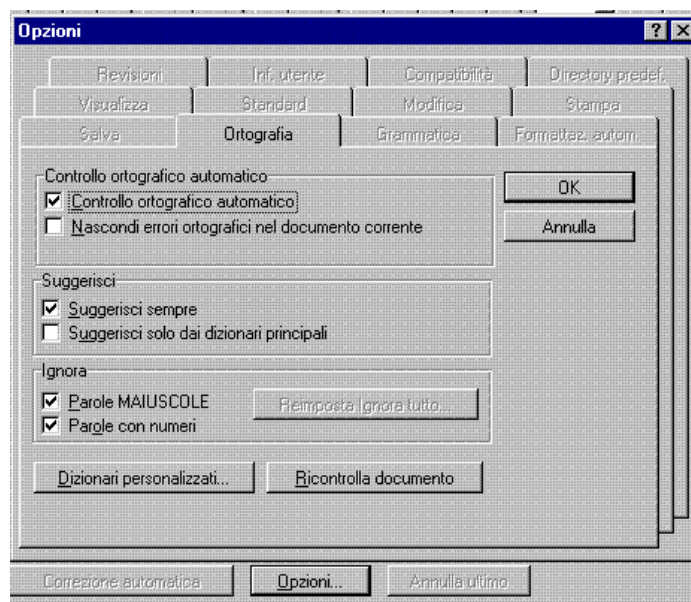 Opzioni
Revisioni Inf. utente Compatibilità Directory predef.
Visualizza Standard Modifica Stampa
Salva Ortografia Grammatica Formattaz. autom.
Controllo ortografico automatico
Controllo ortografico automatico
OK
Nascondi errori ortografici nel documento corrente
Annulla
Suggerisci
Suggerisci sempre
Suggerisci solo dai dizionari principali
Ignora
Parole MAIUSCOLE
Reimposta Ignora tutto...
Parole con numeri
Dizionari personalizzati... Ricontrolla documento
Correzione automatica Opzioni... Annulla ultimo